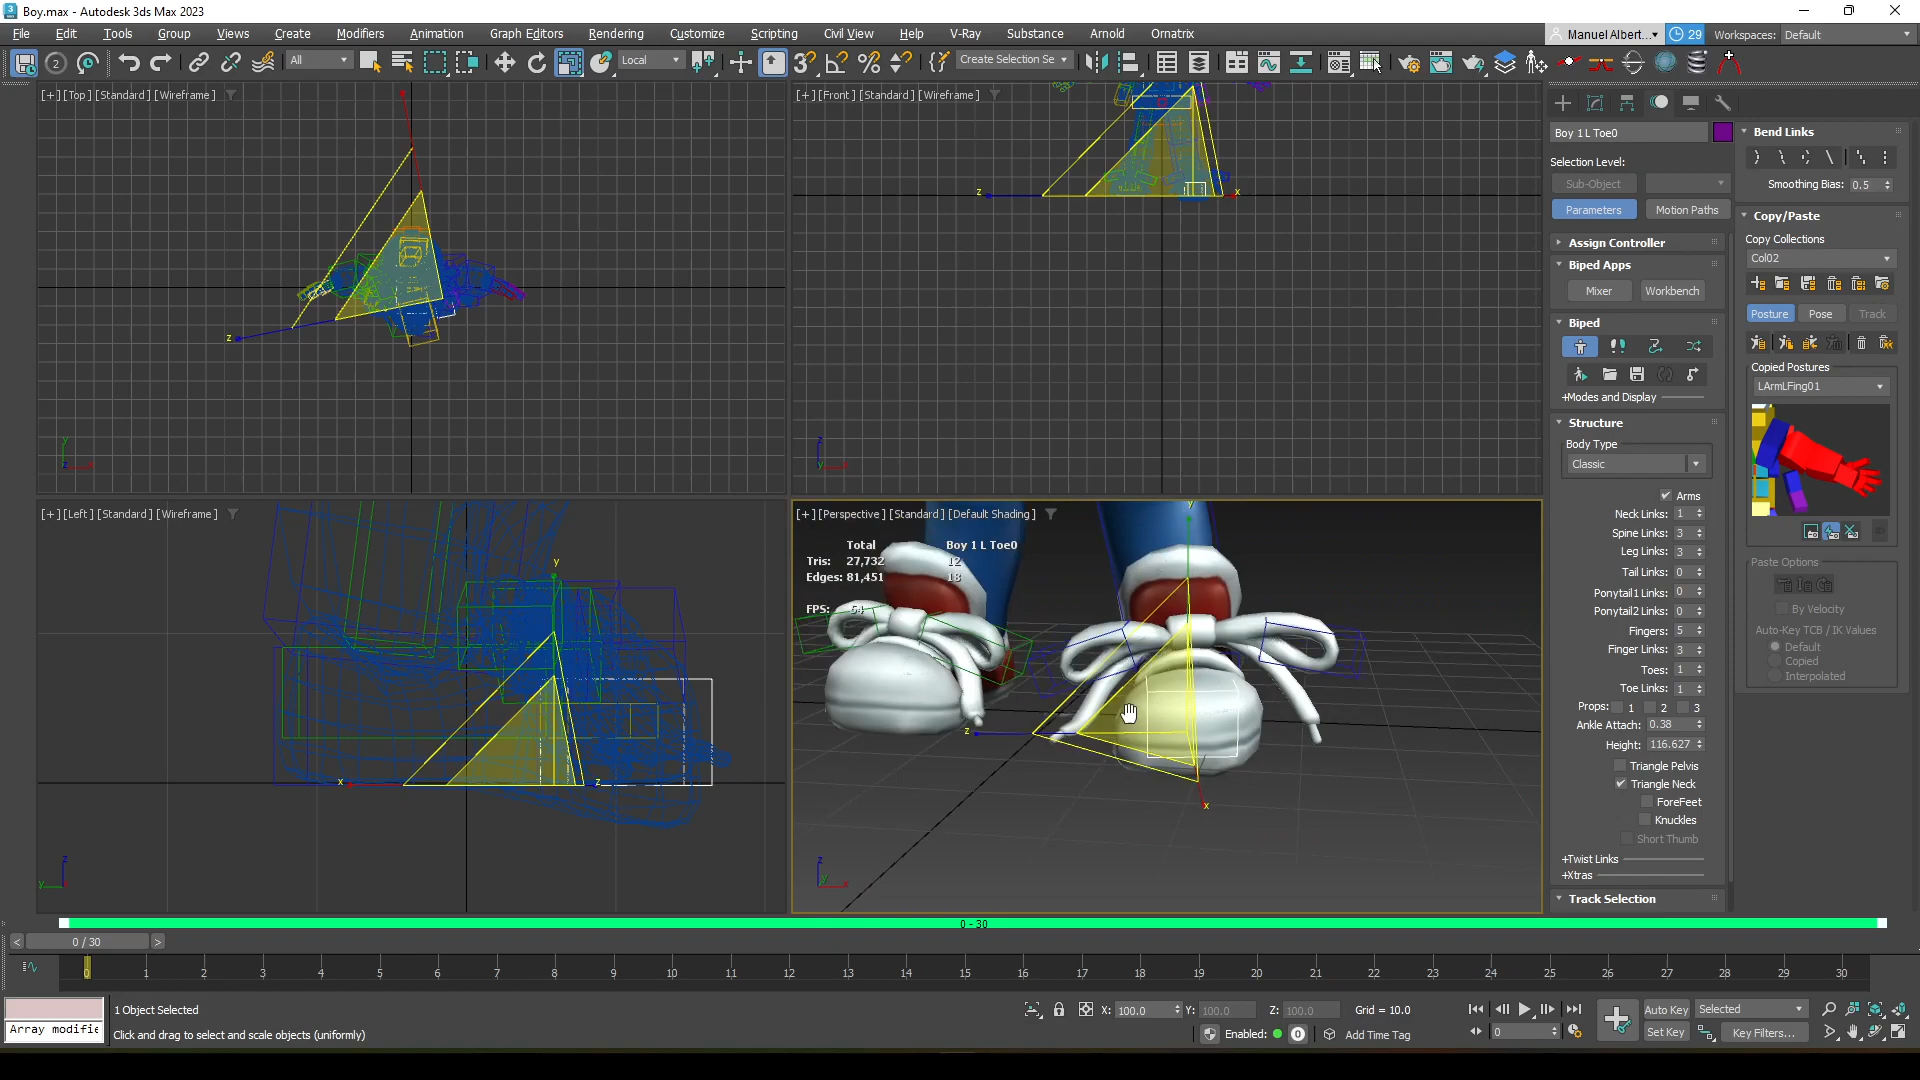 Boy.max - Autodesk 3ds Max 2023
File Edit Tools Group Views Create Modifiers Animation Graph Editors Rendering Customize Scripting Civil View Help V-Ray Substance Arnold Ornatrix
Manuel Albert... 29 Workspaces: Default
All Local Create Selection Se
[+] [Top] [Standard] [Wireframe]
[+] [Front] [Standard] [Wireframe]
z
x
z
y
z
y
[+] [Left] [Standard] [Wireframe]
y
x
z
z
y
[+] [Perspective] [Standard] [Default Shading]
y
Total Boy 1 L Toe0
Tris: 27,732 12
Edges: 81,451 18
FPS: 54
z
x
z
y
x
Boy 1 L Toe0
Selection Level:
Sub-Object
Parameters Motion Paths
Assign Controller
Biped Apps
Mixer Workbench
Biped
+Modes and Display
Structure
Body Type
Classic
Arms
Neck Links: 1
Spine Links: 3
Leg Links: 3
Tail Links: 0
Ponytail1 Links: 0
Ponytail2 Links: 0
Fingers: 5
Finger Links: 3
Toes: 1
Toe Links: 1
Props: 1 2 3
Ankle Attach: 0.38
Height: 116.627
Triangle Pelvis
Triangle Neck
ForeFeet
Knuckles
Short Thumb
+Twist Links
+Xtras
Track Selection
Bend Links
Smoothing Bias: 0.5
Copy/Paste
Copy Collections
Col02
Posture Pose Track
Copied Postures
LArmLFing01
Paste Options
By Velocity
Auto-Key TCB / IK Values
Default
Copied
Interpolated
0 - 30
< 0 / 30 >
0 1 2 3 4 5 6 7 8 9 10 11 12 13 14 15 16 17 18 19 20 21 22 23 24 25 26 27 28 29 30
1 Object Selected
X: 100.0 Y: 100.0 Z: 100.0 Grid = 10.0
Auto Key Selected
Array modifie
Click and drag to select and scale objects (uniformly)
Enabled: 0 Add Time Tag
0
Set Key Key Filters...